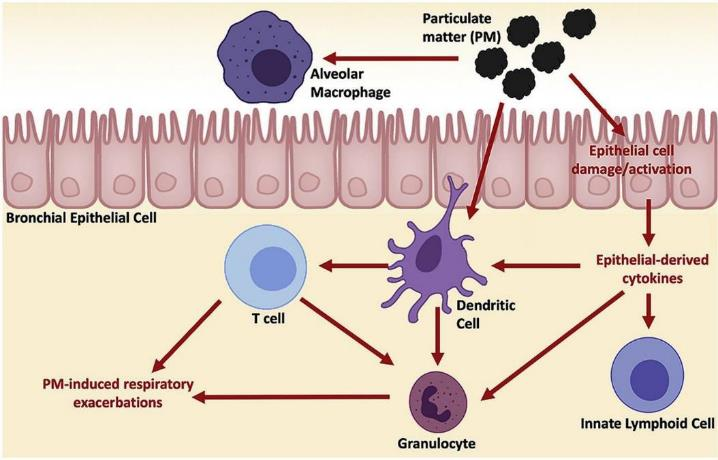 Particulate
matter (PM)
Alveolar
Macrophage
Epithelial cell
damage/activation
Bronchial Epithelial Cell
Epithelial-derived
cytokines
T cell
Dendritic
Cell
PM-induced respiratory
exacerbations
Innate Lymphoid Cell
Granulocyte